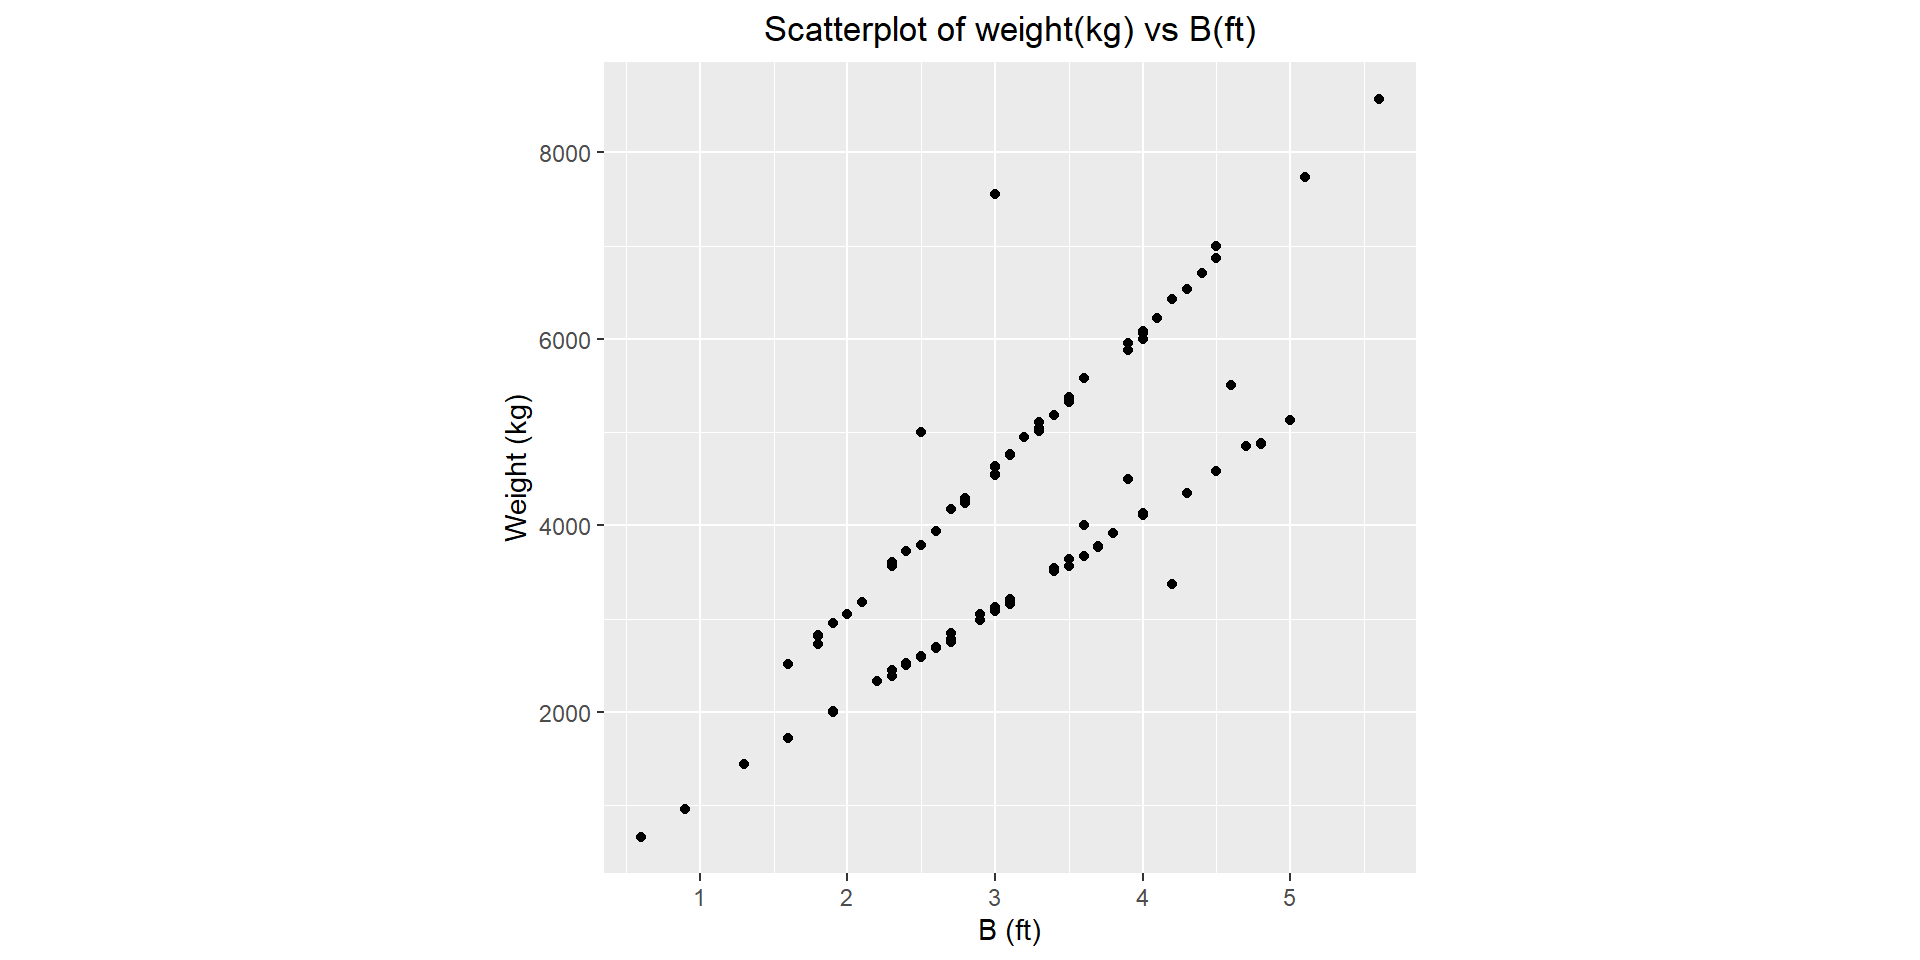 Scatterplot of weight(kg) vs B(ft)
8000
6000
4000
2000
Weight (kg)
1 2 3 4 5
B (ft)